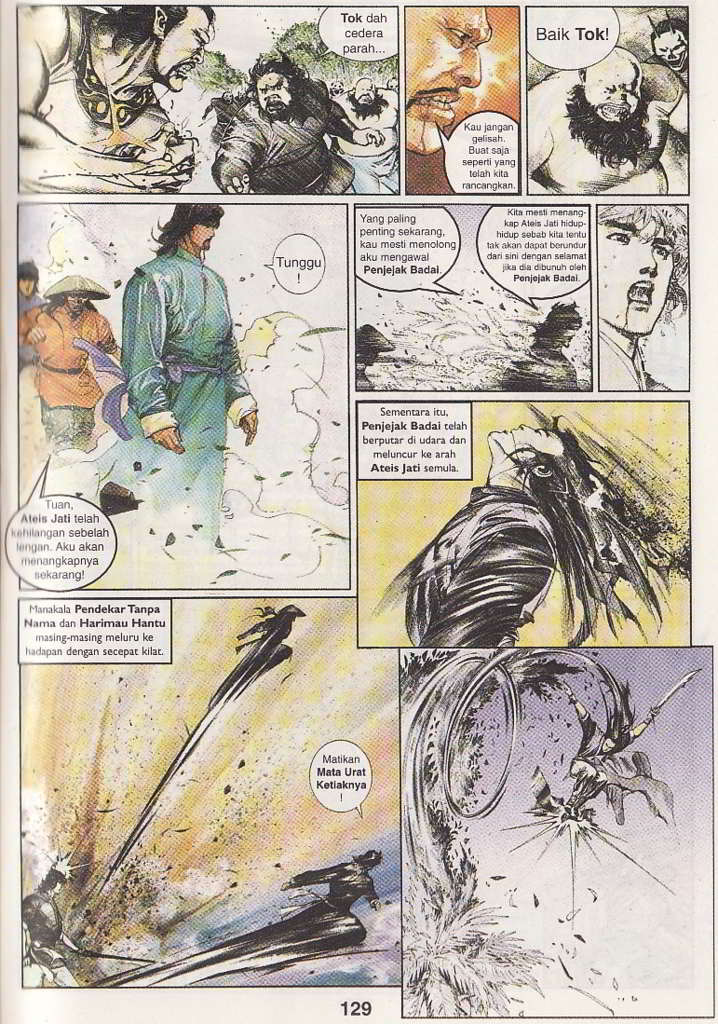 Tok dah
cedera
parah...
Kau jangan
gelisah.
Buat saja
seperti yang
telah kita
rancangkan.
Baik Tok!
Tunggu
!
Tuan,
Ateis Jati telah
kehilangan sebelah
lengan. Aku akan
menangkapnya
sekarang!
Yang paling
penting sekarang,
kau mesti menolong
aku mengawal
Penjejak Badai.
Kita mesti menang-
kap Ateis Jati hidup-
hidup sebab kita tentu
tak akan dapat berundur
dari sini dengan selamat
jika dia dibunuh oleh
Penjejak Badai.
Sementara itu,
Penjejak Badai telah
berputar di udara dan
meluncur ke arah
Ateis Jati semula.
Manakala Pendekar Tanpa
Nama dan Harimau Hantu
masing-masing meluru ke
hadapan dengan secepat kilat.
Matikan
Mata Urat
Ketiaknya
!
129